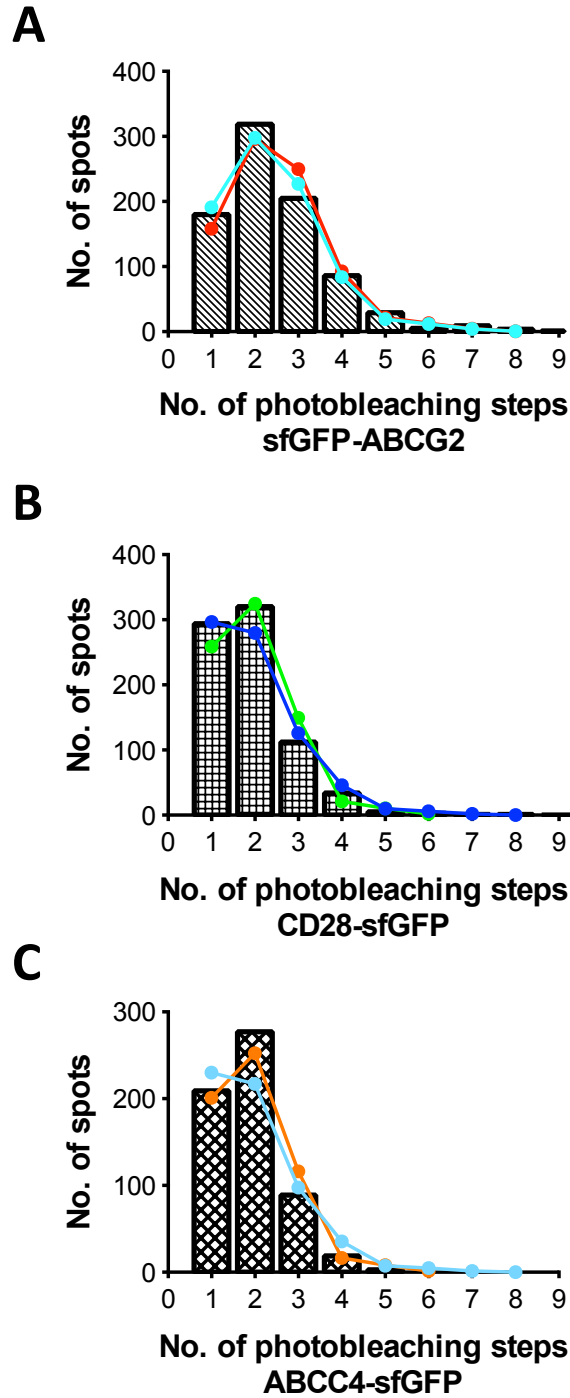 A
No. of spots
400
300
200
100
0
0 1 2 3 4 5 6 7 8 9
No. of photobleaching steps
sfGFP-ABCG2
B
No. of spots
400
300
200
100
0
0 1 2 3 4 5 6 7 8 9
No. of photobleaching steps
CD28-sfGFP
C
No. of spots
300
200
100
0
0 1 2 3 4 5 6 7 8 9
No. of photobleaching steps
ABCC4-sfGFP